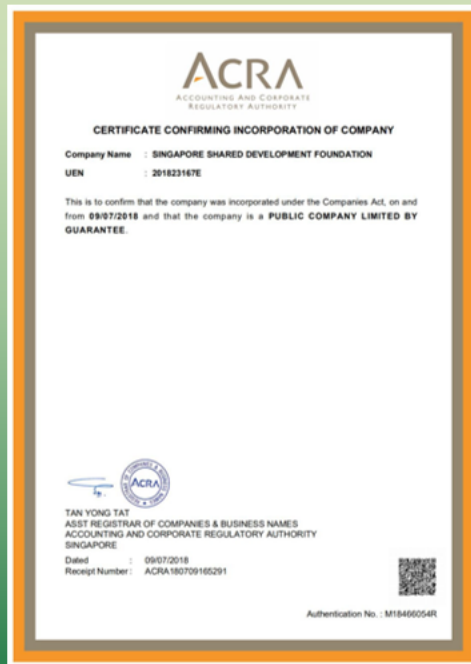 ACRA
ACCOUNTING AND CORPORATE
REGULATORY AUTHORITY
CERTIFICATE CONFIRMING INCORPORATION OF COMPANY
Company Name : SINGAPORE SHARED DEVELOPMENT FOUNDATION
UEN : 201823167E
This is to confirm that the company was incorporated under the Companies Act, on and
from 09/07/2018 and that the company is a PUBLIC COMPANY LIMITED BY
GUARANTEE.
ACRA
TAN YONG TAT
ASST REGISTRAR OF COMPANIES & BUSINESS NAMES
ACCOUNTING AND CORPORATE REGULATORY AUTHORITY
SINGAPORE
Dated : 09/07/2018
Receipt Number : ACRA180709165291
Authentication No. : M18466054R